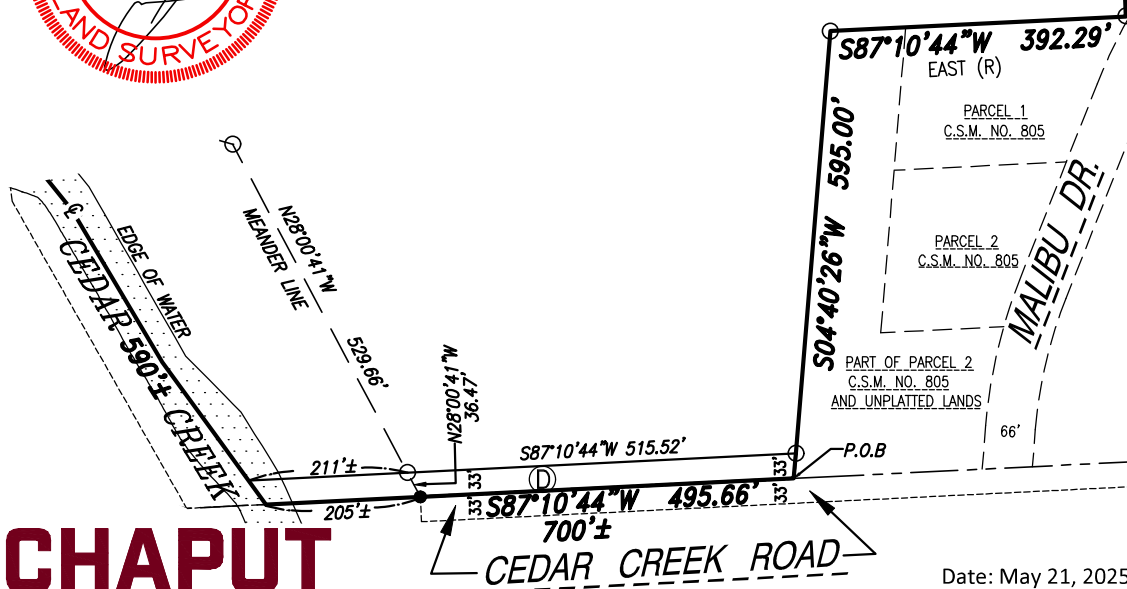 LAND SURVEYOR
S87°10'44"W 392.29'
EAST (R)
PARCEL 1
C.S.M. NO. 805
S04°40'26"W 595.00'
PARCEL 2
C.S.M. NO. 805
MALIBU DR.
PART OF PARCEL 2
C.S.M. NO. 805
AND UNPLATTED LANDS
66'
N28°00'41"W
MEANDER LINE
529.66'
℄
EDGE OF WATER
CEDAR 590'± CREEK
N28°00'41"W
36.47'
S87°10'44"W 515.52'
P.O.B
211'±
33'
33'
D
205'±
33'
33'
S87°10'44"W 495.66'
700'±
CEDAR CREEK ROAD
CHAPUT
Date: May 21, 2025